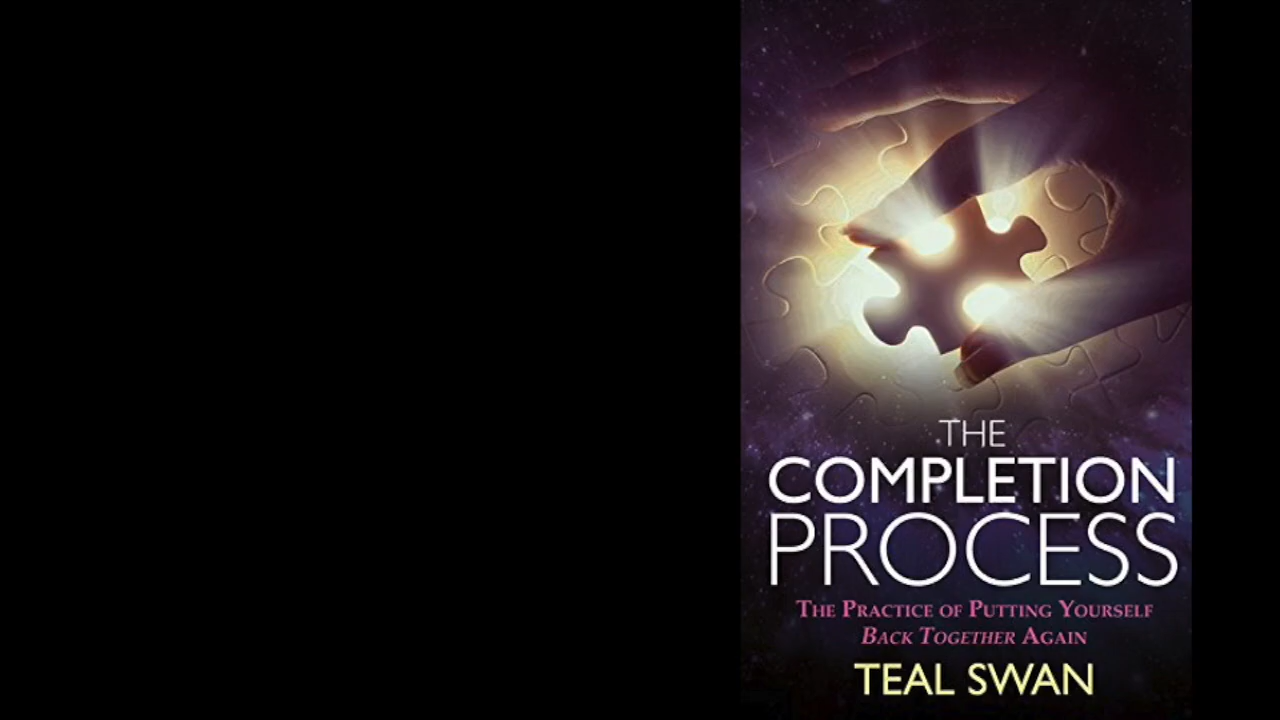 THE
COMPLETION
PROCESS
THE PRACTICE OF PUTTING YOURSELF
BACK TOGETHER AGAIN
TEAL SWAN